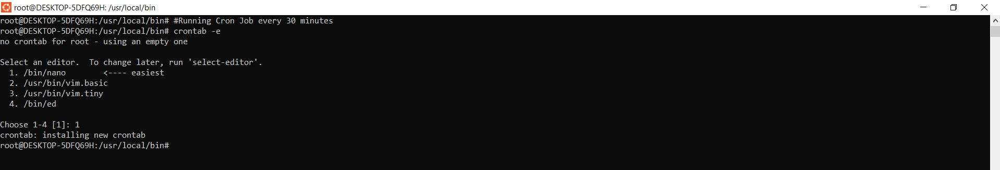 root@DESKTOP-5DFQ69H: /usr/local/bin
root@DESKTOP-5DFQ69H:/usr/local/bin# #Running Cron Job every 30 minutes
root@DESKTOP-5DFQ69H:/usr/local/bin# crontab -e
no crontab for root - using an empty one
Select an editor.  To change later, run 'select-editor'.
  1. /bin/nano        <---- easiest
  2. /usr/bin/vim.basic
  3. /usr/bin/vim.tiny
  4. /bin/ed
Choose 1-4 [1]: 1
crontab: installing new crontab
root@DESKTOP-5DFQ69H:/usr/local/bin#